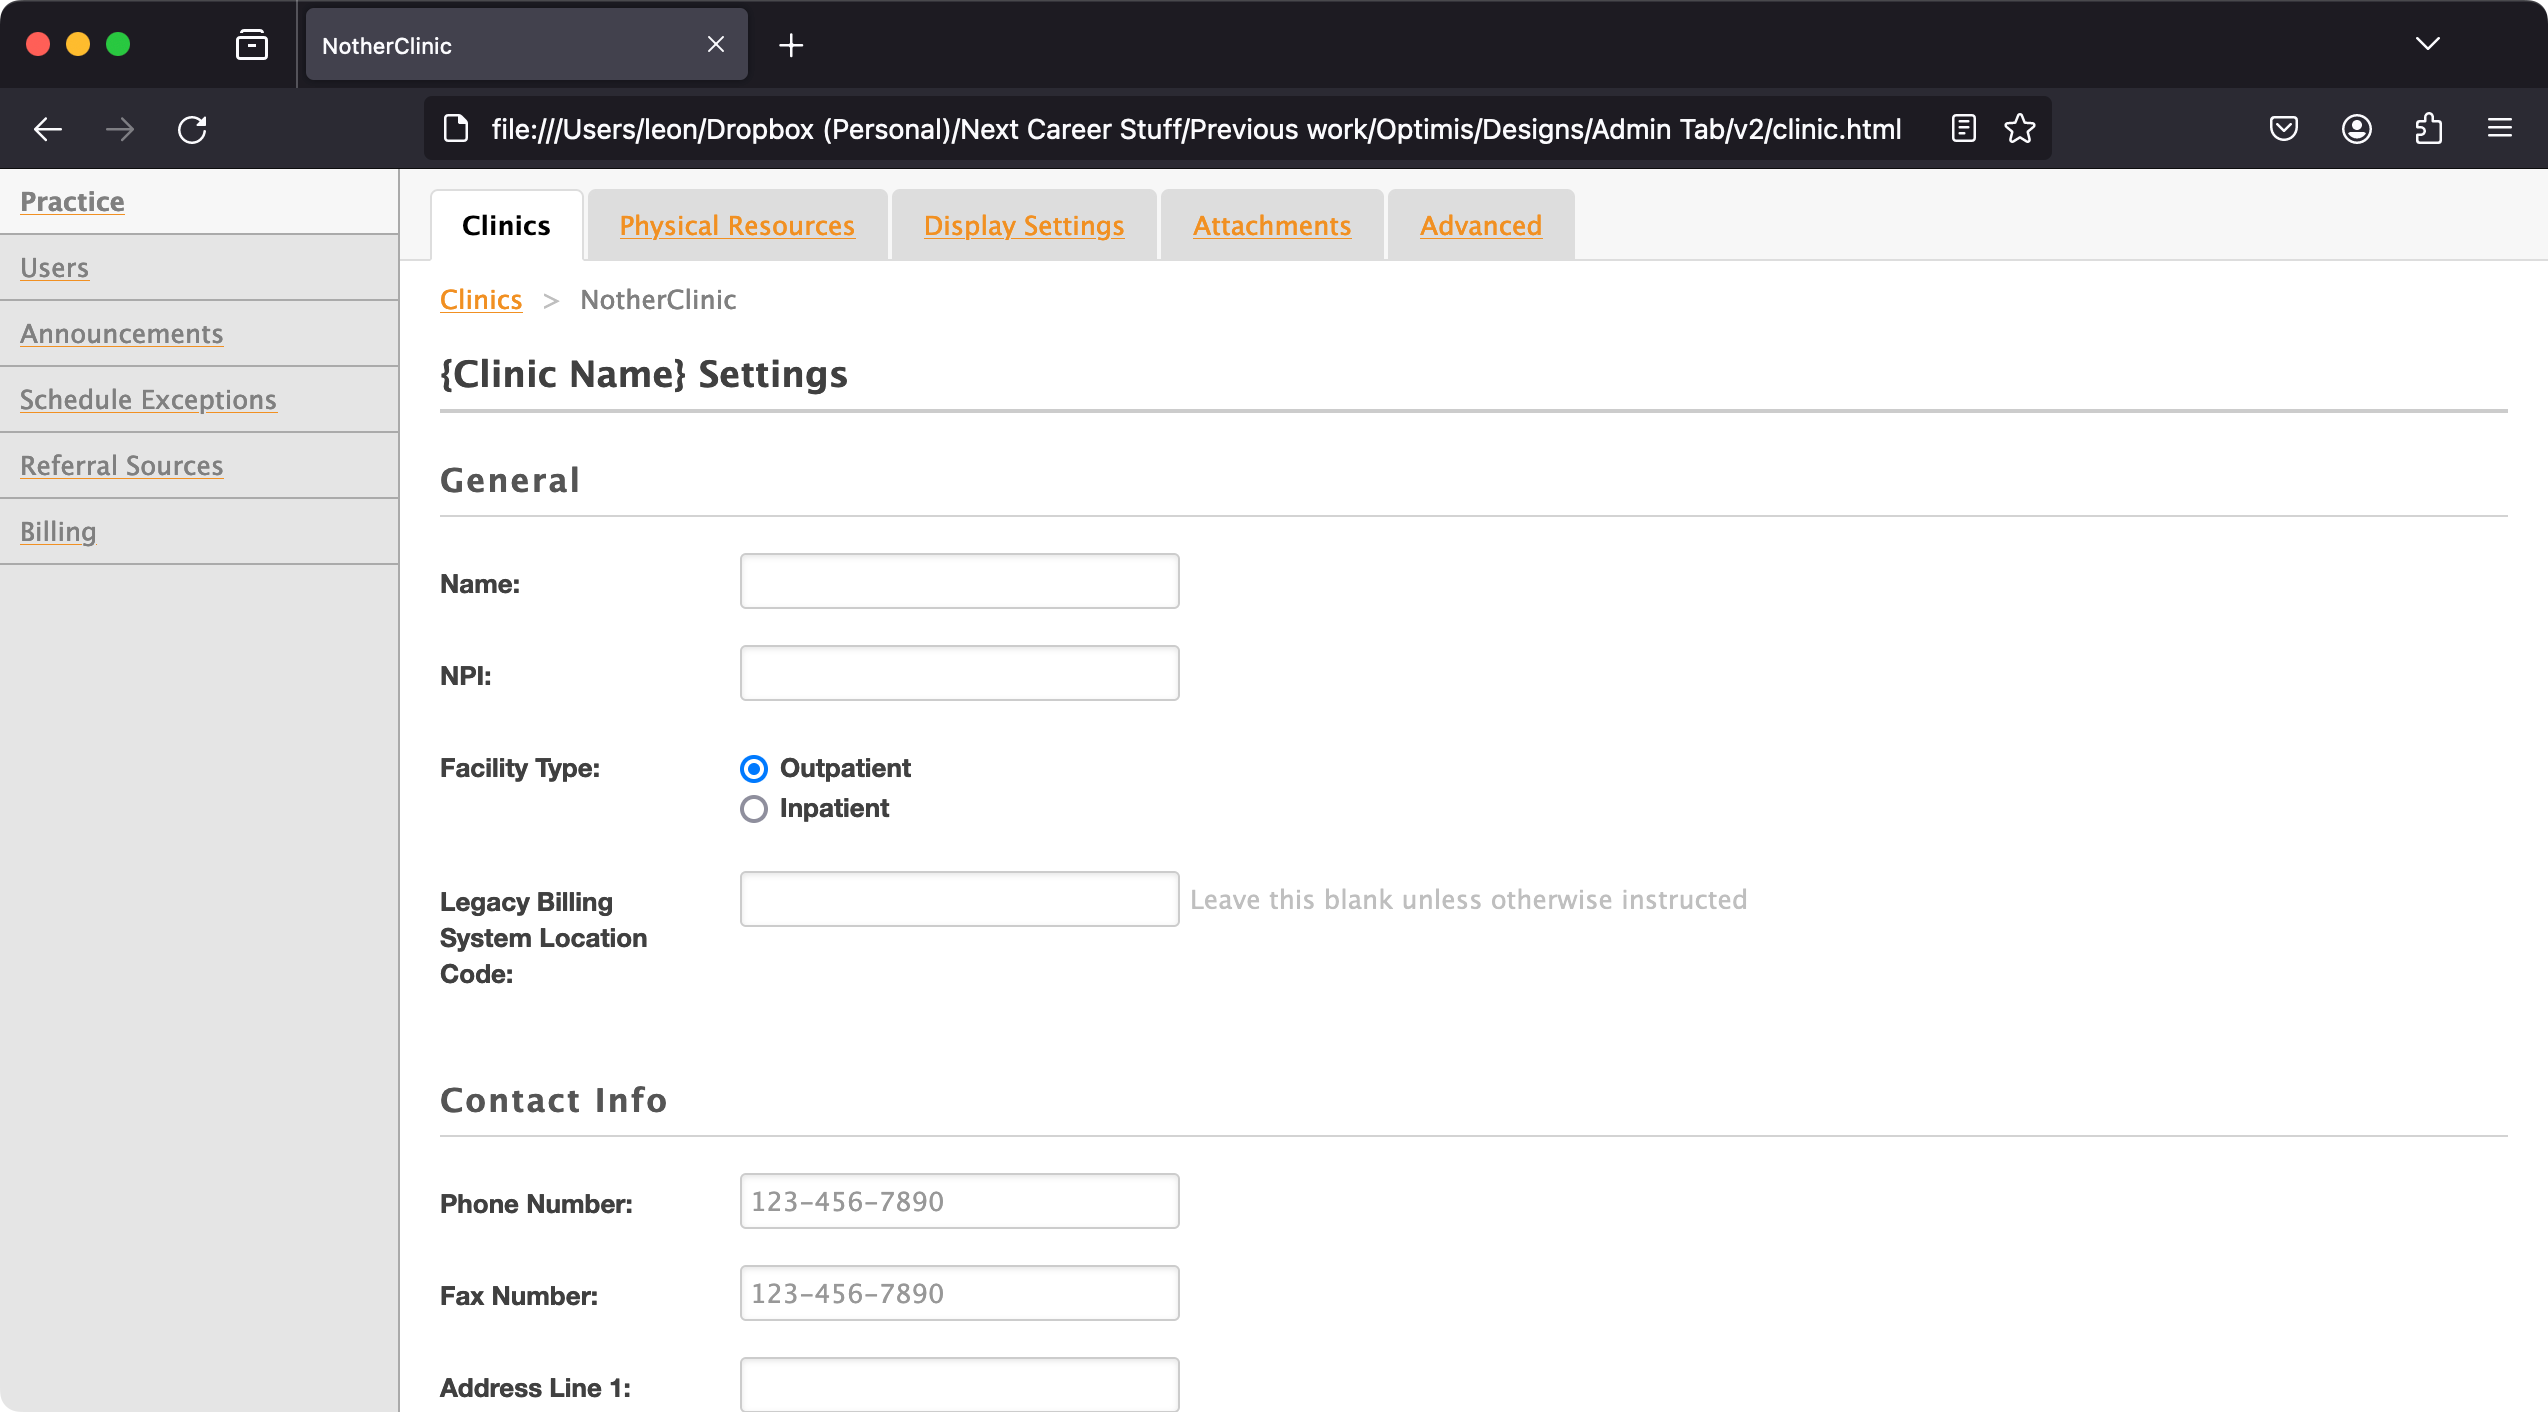 NotherClinic
file:///Users/leon/Dropbox (Personal)/Next Career Stuff/Previous work/Optimis/Designs/Admin Tab/v2/clinic.html
Practice
Users
Announcements
Schedule Exceptions
Referral Sources
Billing
Clinics
Physical Resources
Display Settings
Attachments
Advanced
Clinics > NotherClinic
{Clinic Name} Settings
General
Name:
NPI:
Facility Type:
Outpatient
Inpatient
Legacy Billing
System Location
Code:
Leave this blank unless otherwise instructed
Contact Info
Phone Number:
123-456-7890
Fax Number:
123-456-7890
Address Line 1: